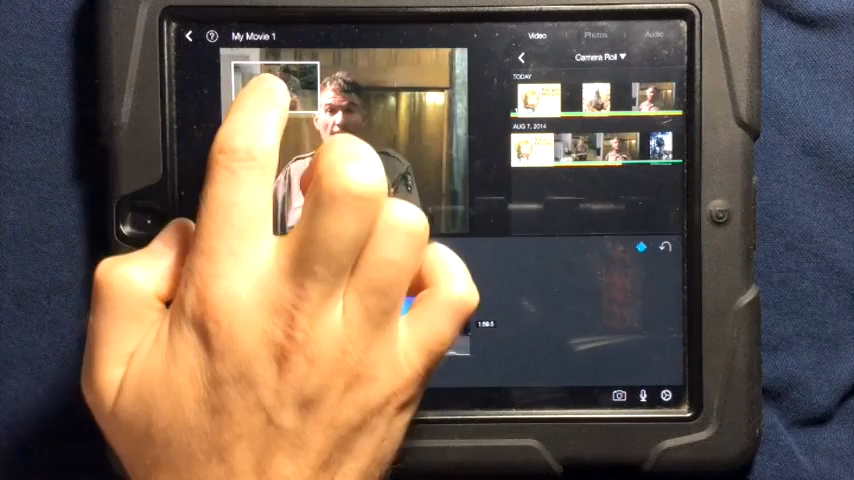 My Movie 1
Video
Photos
Audio
Camera Roll ▼
TODAY
AUG 7, 2014
1:59.5